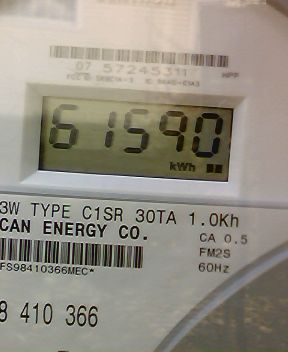 07 57245311
61590
kWh
3W TYPE C1SR 30TA 1.0Kh
CAN ENERGY CO.
CA 0.5
FM2S
60Hz
FS98410366MEC*
8 410 366